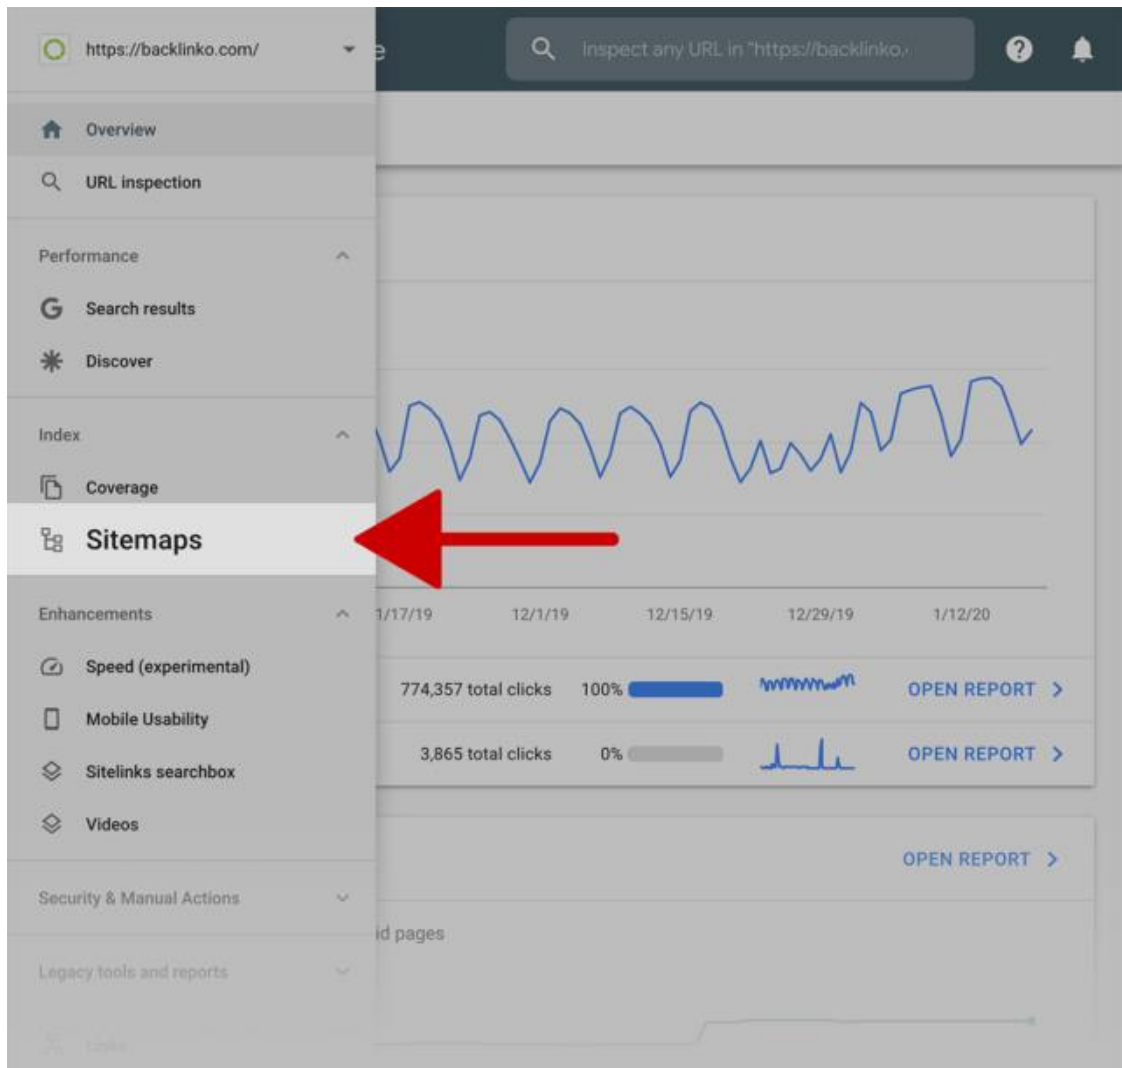 https://backlinko.com/
e
Inspect any URL in "https://backlinko.
Overview
URL inspection
Performance
Search results
Discover
Index
Coverage
Sitemaps
Enhancements
1/17/19 12/1/19 12/15/19 12/29/19 1/12/20
Speed (experimental)
774,357 total clicks 100% OPEN REPORT
Mobile Usability
3,865 total clicks 0% OPEN REPORT
Sitelinks searchbox
Videos
OPEN REPORT
Security & Manual Actions
id pages
Legacy tools and reports
Links